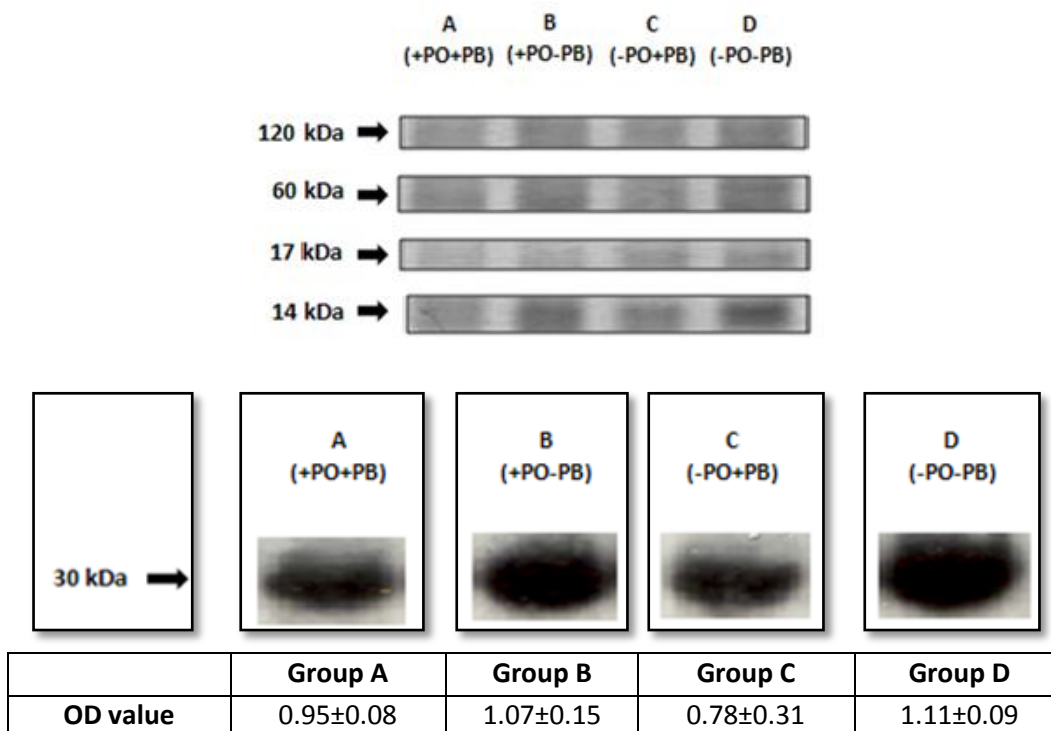 A B C D
(+PO+PB) (+PO-PB) (-PO+PB) (-PO-PB)
120 kDa
60 kDa
17 kDa
14 kDa
30 kDa
A
(+PO+PB)
B
(+PO-PB)
C
(-PO+PB)
D
(-PO-PB)
Group A Group B Group C Group D
OD value 0.95±0.08 1.07±0.15 0.78±0.31 1.11±0.09